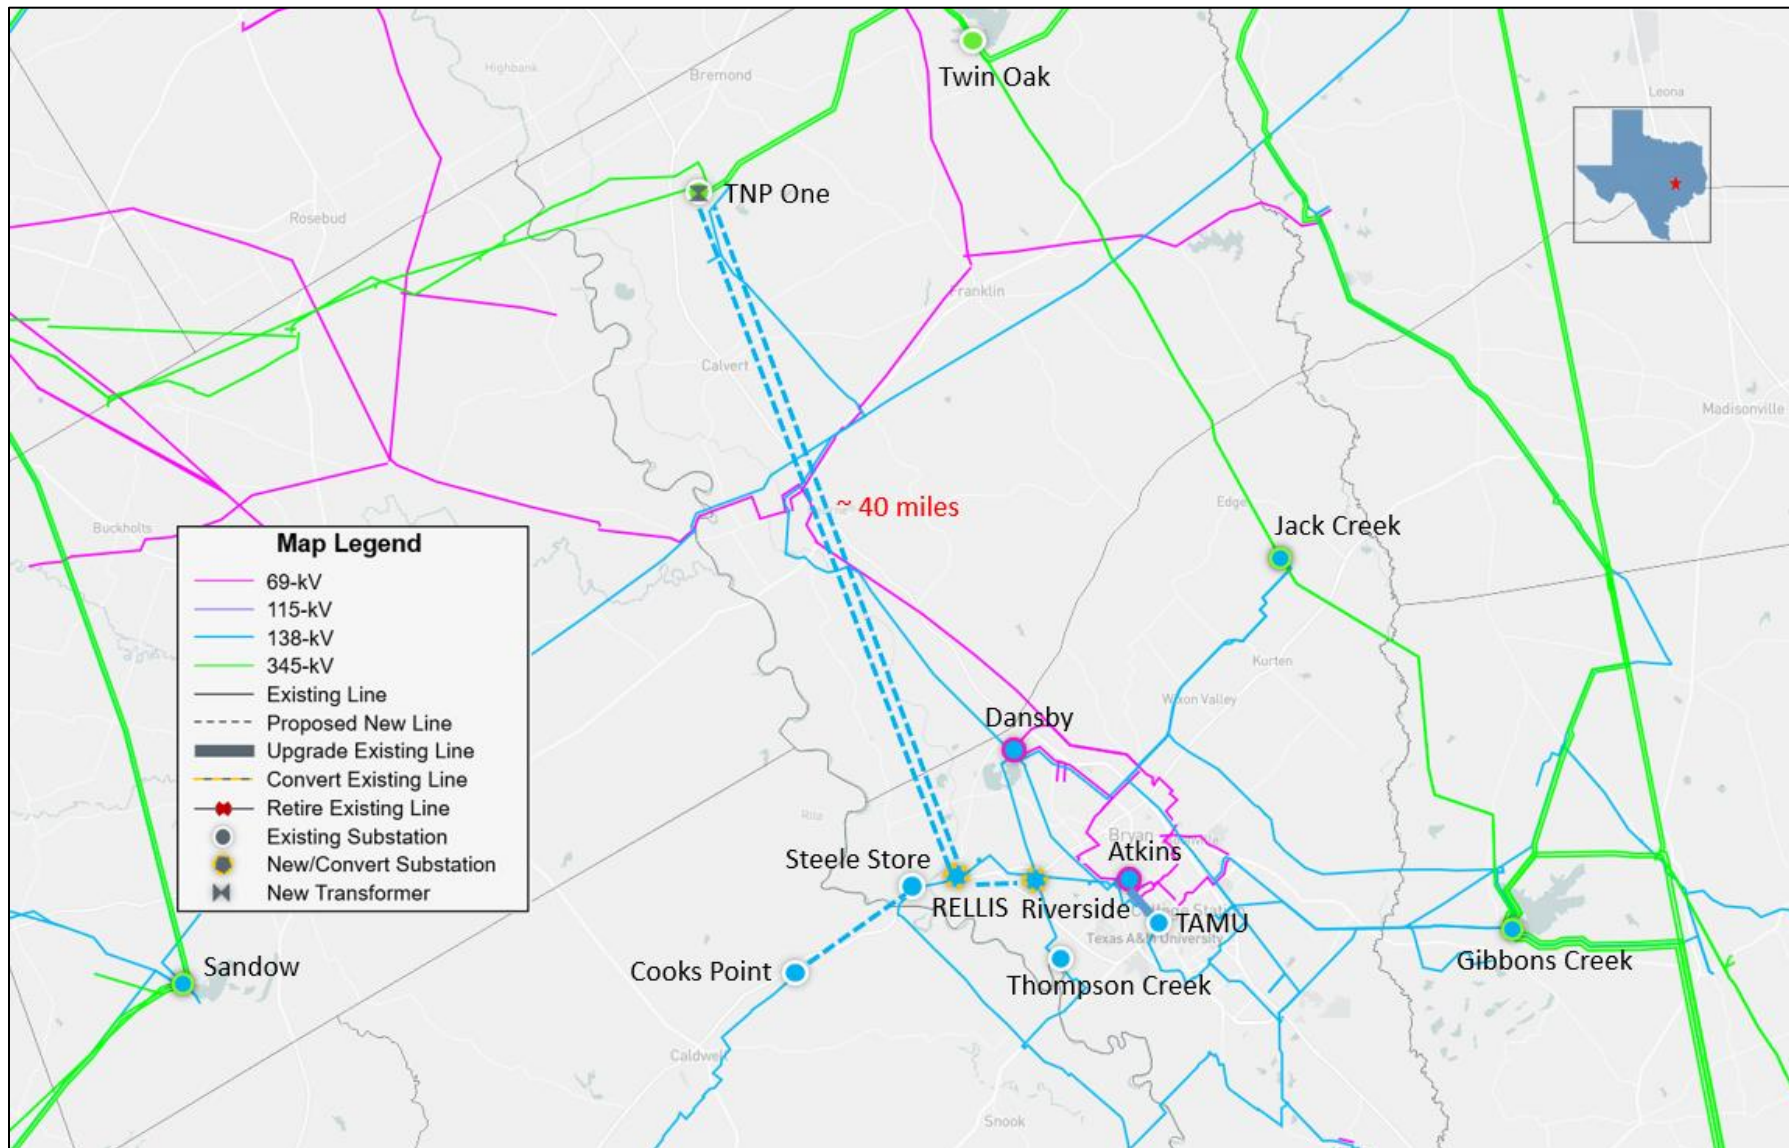 Highbank
Bremond
Twin Oak
Leona
TNP One
Rosebud
Franklin
Calvert
Madisonville
~ 40 miles
Edge
Jack Creek
Buckholts
Map Legend
69-kV
115-kV
138-kV
345-kV
Existing Line
Proposed New Line
Upgrade Existing Line
Convert Existing Line
Retire Existing Line
Existing Substation
New/Convert Substation
New Transformer
Kurten
Wixon Valley
Dansby
Rita
Bryan
Atkins
Steele Store
RELLIS
Riverside
TAMU
Texas A&M University
Gibbons Creek
Sandow
Cooks Point
Thompson Creek
Caldwell
Snook